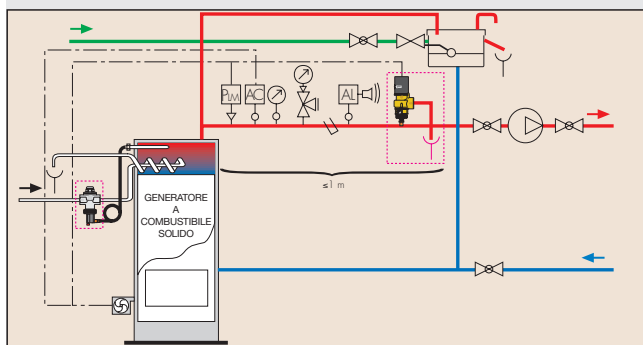 PLM
AC
AL
≤1 m
GENERATORE
A
COMBUSTIBILE
SOLIDO